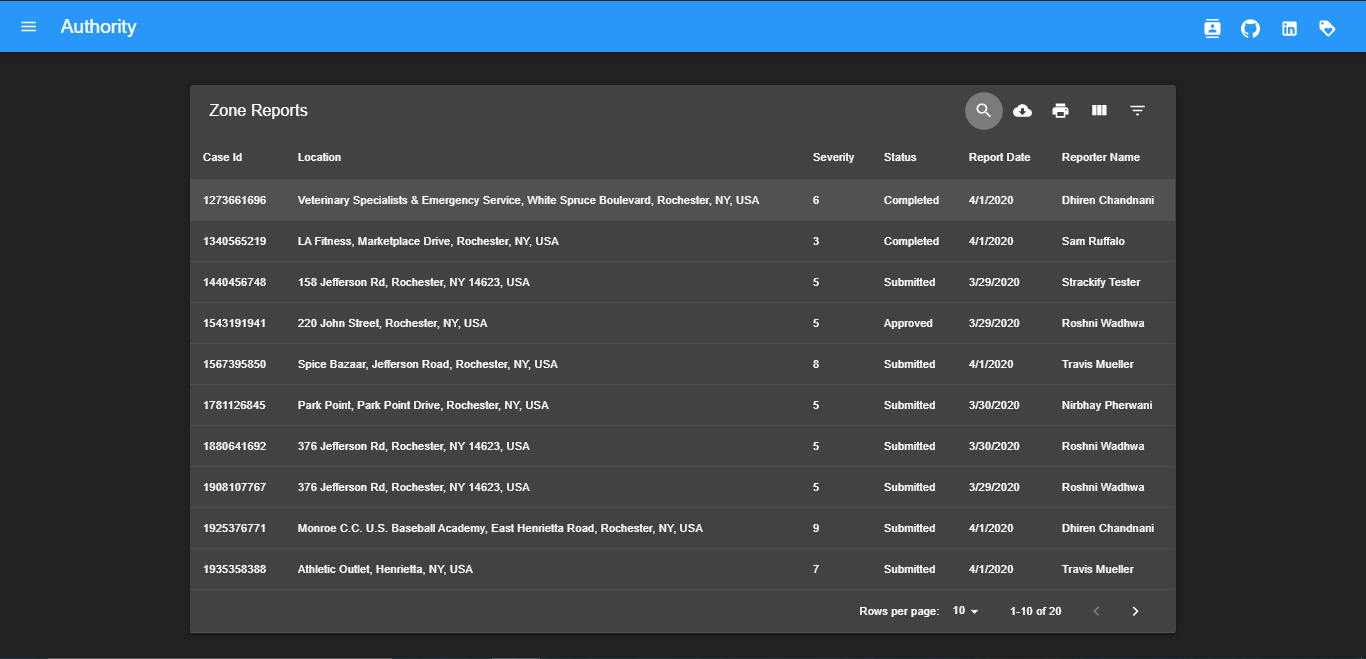 Authority
Zone Reports
Case Id Location Severity Status Report Date Reporter Name
1273661696 Veterinary Specialists & Emergency Service, White Spruce Boulevard, Rochester, NY, USA 6 Completed 4/1/2020 Dhiren Chandnani
1340565219 LA Fitness, Marketplace Drive, Rochester, NY, USA 3 Completed 4/1/2020 Sam Ruffalo
1440456748 158 Jefferson Rd, Rochester, NY 14623, USA 5 Submitted 3/29/2020 Strackify Tester
1543191941 220 John Street, Rochester, NY, USA 5 Approved 3/29/2020 Roshni Wadhwa
1567395850 Spice Bazaar, Jefferson Road, Rochester, NY, USA 8 Submitted 4/1/2020 Travis Mueller
1781126845 Park Point, Park Point Drive, Rochester, NY, USA 5 Submitted 3/30/2020 Nirbhay Pherwani
1880641692 376 Jefferson Rd, Rochester, NY 14623, USA 5 Submitted 3/30/2020 Roshni Wadhwa
1908107767 376 Jefferson Rd, Rochester, NY 14623, USA 5 Submitted 3/29/2020 Roshni Wadhwa
1925376771 Monroe C.C. U.S. Baseball Academy, East Henrietta Road, Rochester, NY, USA 9 Submitted 4/1/2020 Dhiren Chandnani
1935358388 Athletic Outlet, Henrietta, NY, USA 7 Submitted 4/1/2020 Travis Mueller
Rows per page: 10 1-10 of 20